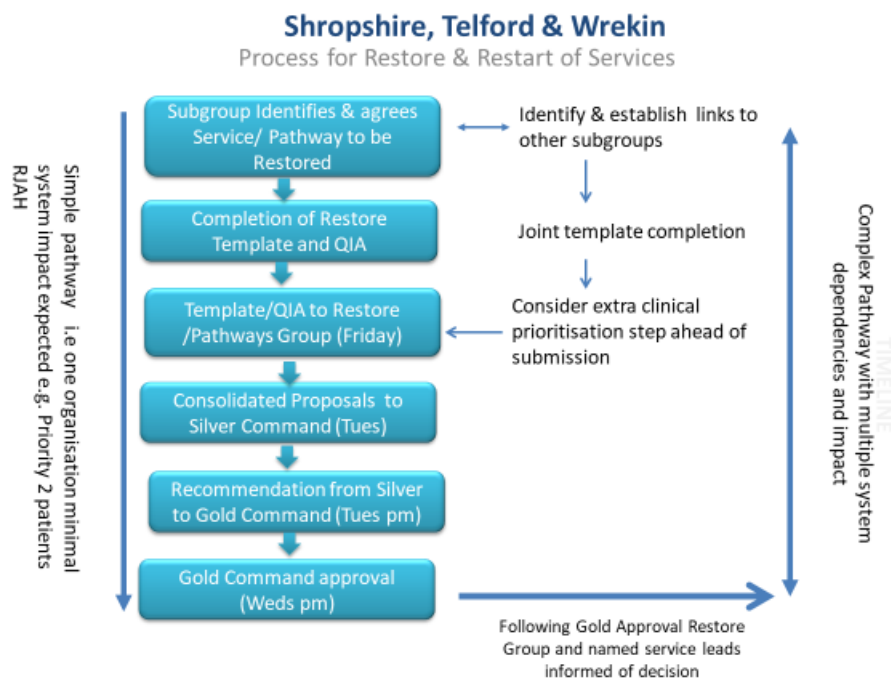 Shropshire, Telford & Wrekin
Process for Restore & Restart of Services
Subgroup Identifies & agrees
Service/ Pathway to be
Restored
Identify & establish links to
other subgroups
Completion of Restore
Template and QIA
Joint template completion
Template/QIA to Restore
/Pathways Group (Friday)
Consider extra clinical
prioritisation step ahead of
submission
Consolidated Proposals to
Silver Command (Tues)
Recommendation from Silver
to Gold Command (Tues pm)
Gold Command approval
(Weds pm)
Following Gold Approval Restore
Group and named service leads
informed of decision
Simple pathway i.e one organisation minimal
system impact expected e.g. Priority 2 patients
RJAH
Complex Pathway with multiple system
dependencies and impact
TIMELINE